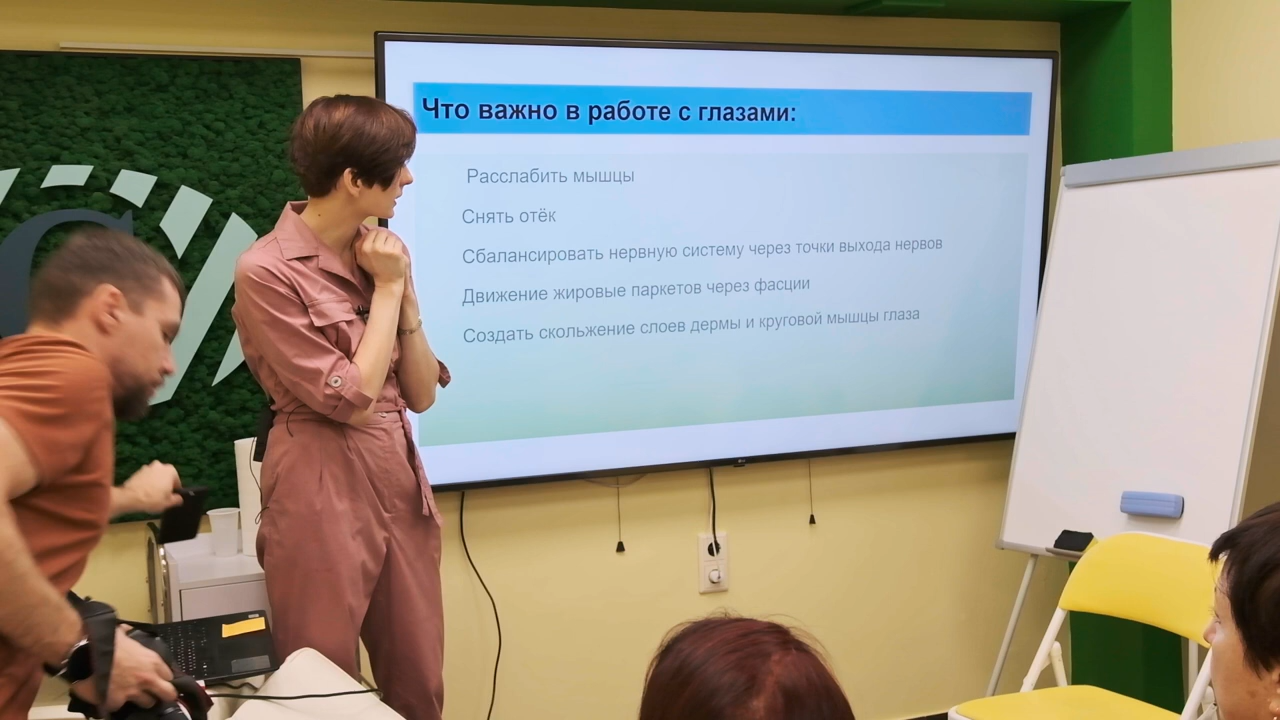 Что важно в работе с глазами:
Расслабить мышцы
Снять отёк
Сбалансировать нервную систему через точки выхода нервов
Движение жировые паркетов через фасции
Создать скольжение слоев дермы и круговой мышцы глаза